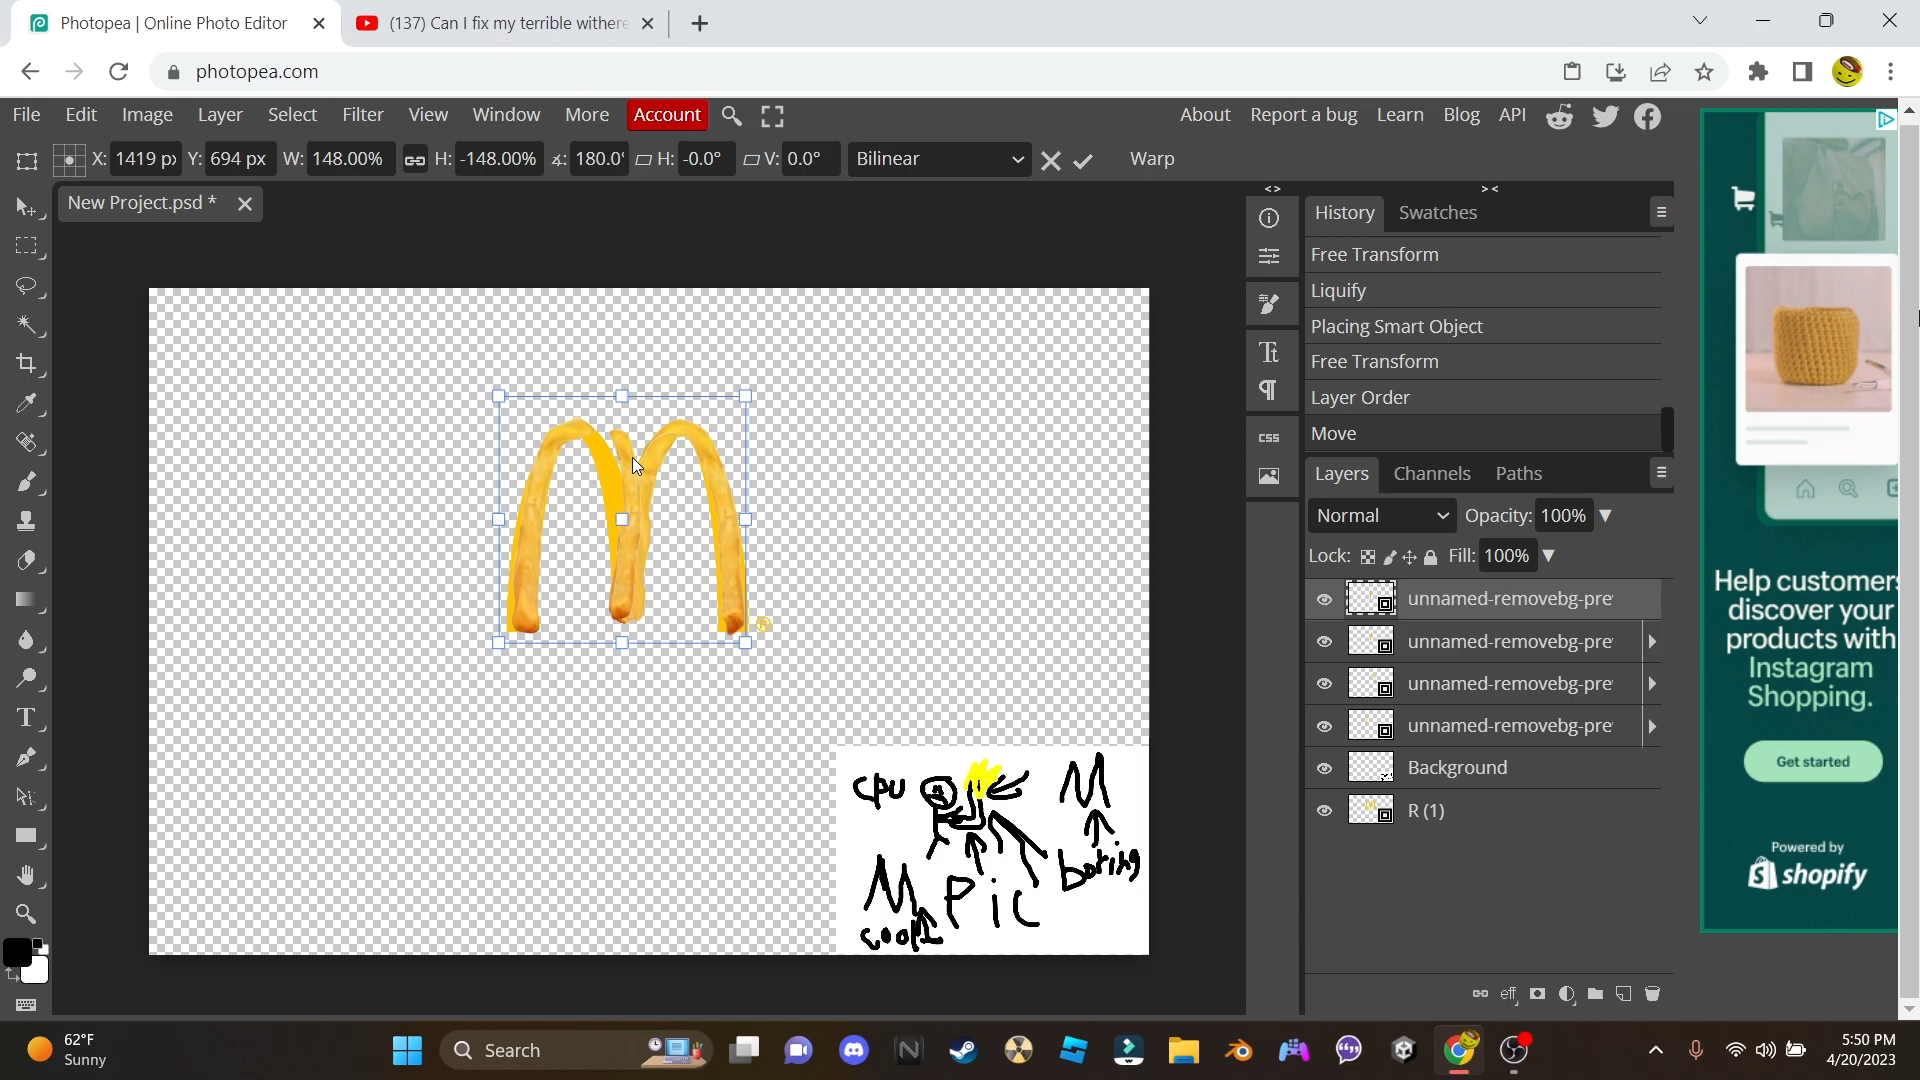 Photopea | Online Photo Editor
(137) Can I fix my terrible withere
photopea.com
File Edit Image Layer Select Filter View Window More Account About Report a bug Learn Blog API
X: 1419 px Y: 694 px W: 148.00% H: -148.00% 180.0° H: -0.0° V: 0.0° Bilinear Warp
New Project.psd *
History Swatches
Free Transform
Liquify
Placing Smart Object
Free Transform
Layer Order
Move
CSS
Layers Channels Paths
Normal Opacity: 100%
Lock: Fill: 100%
unnamed-removebg-pre
unnamed-removebg-pre
unnamed-removebg-pre
unnamed-removebg-pre
Background
R (1)
eff
®
CPU M
boring
M Pic
cool
Help customers
discover your
products with
Instagram
Shopping.
Get started
Powered by
shopify
62°F
Sunny
Search
5:50 PM
4/20/2023